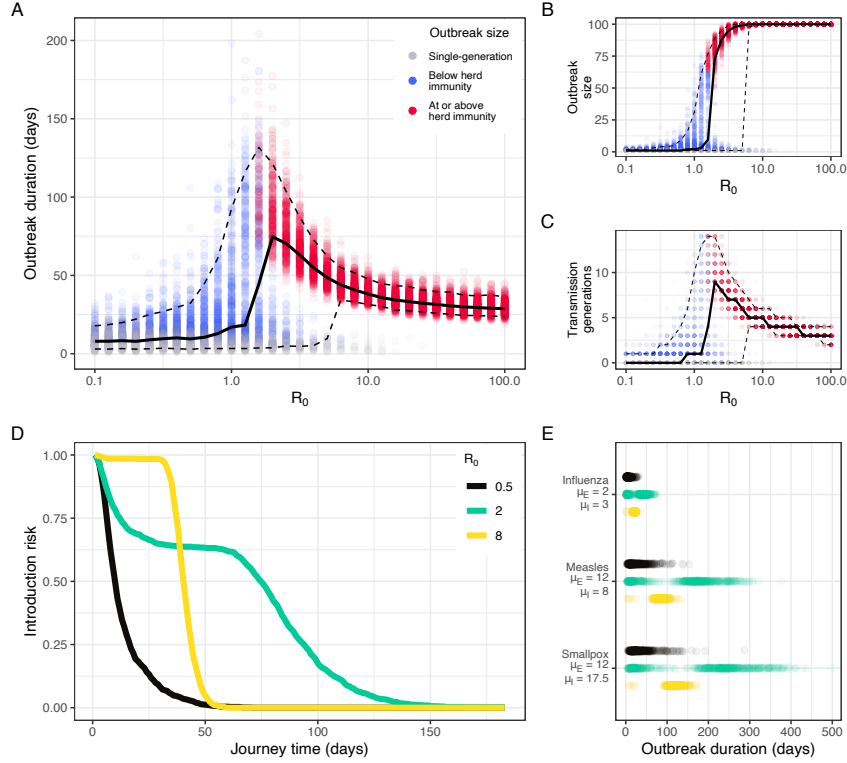 A
Outbreak duration (days)
200
150
100
50
0
Outbreak size
Single-generation
Below herd
immunity
At or above
herd immunity
0.1
1.0
10.0
100.0
R0
B
Outbreak
size
100
75
50
25
0
0.1
1.0
10.0
100.0
R0
C
Transmission
generations
10
5
0
0.1
1.0
10.0
100.0
R0
D
Introduction risk
1.00
0.75
0.50
0.25
0.00
R0
0.5
2
8
0
50
100
150
Journey time (days)
E
Influenza
μE = 2
μI = 3
Measles
μE = 12
μI = 8
Smallpox
μE = 12
μI = 17.5
0
100
200
300
400
500
Outbreak duration (days)